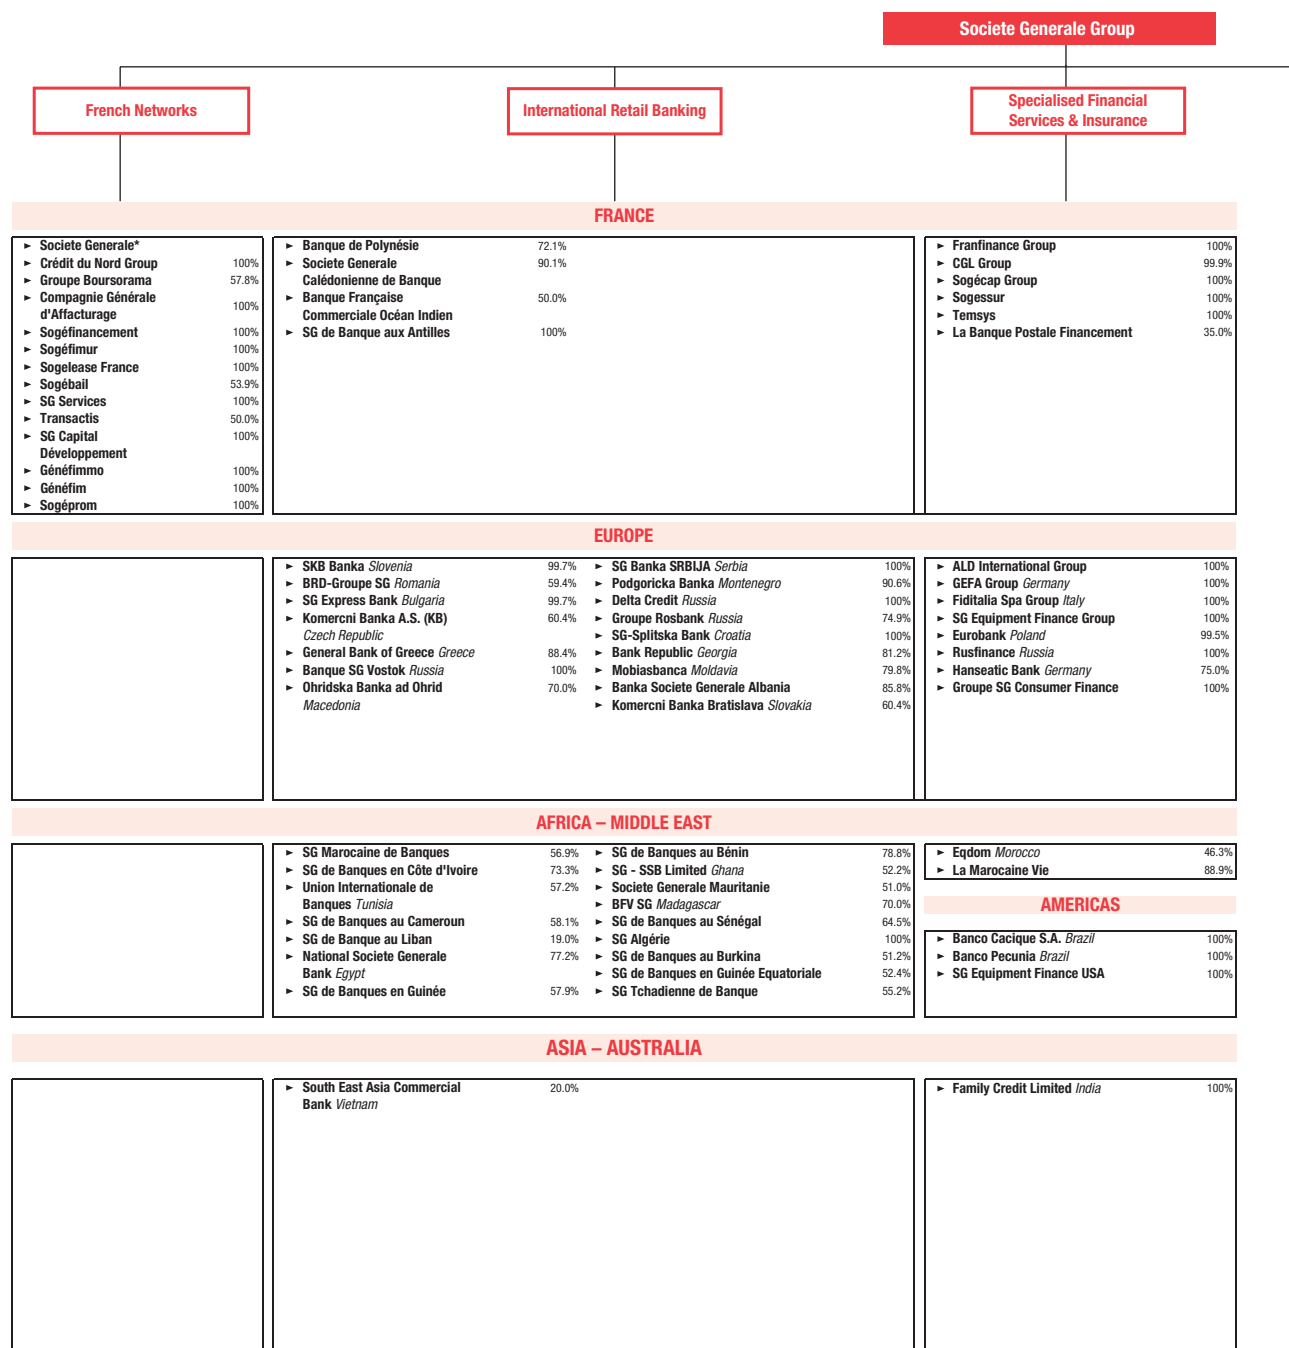 Societe Generale Group
French Networks
International Retail Banking
Specialised Financial
Services & Insurance
FRANCE
► Societe Generale*
► Crédit du Nord Group 100%
► Groupe Boursorama 57.8%
► Compagnie Générale
d'Affacturage 100%
► Sogéfinancement 100%
► Sogéfimur 100%
► Sogelease France 100%
► Sogébail 53.9%
► SG Services 100%
► Transactis 50.0%
► SG Capital 100%
Développement
► Généfimmo 100%
► Généfim 100%
► Sogéprom 100%
► Banque de Polynésie 72.1%
► Societe Generale 90.1%
Calédonienne de Banque
► Banque Française 50.0%
Commerciale Océan Indien
► SG de Banque aux Antilles 100%
► Franfinance Group 100%
► CGL Group 99.9%
► Sogécap Group 100%
► Sogessur 100%
► Temsys 100%
► La Banque Postale Financement 35.0%
EUROPE
► SKB Banka Slovenia 99.7%
► BRD-Groupe SG Romania 59.4%
► SG Express Bank Bulgaria 99.7%
► Komercni Banka A.S. (KB) 60.4%
Czech Republic
► General Bank of Greece Greece 88.4%
► Banque SG Vostok Russia 100%
► Ohridska Banka ad Ohrid 70.0%
Macedonia
► SG Banka SRBIJA Serbia 100%
► Podgoricka Banka Montenegro 90.6%
► Delta Credit Russia 100%
► Groupe Rosbank Russia 74.9%
► SG-Splitska Bank Croatia 100%
► Bank Republic Georgia 81.2%
► Mobiasbanca Moldavia 79.8%
► Banka Societe Generale Albania 85.8%
► Komercni Banka Bratislava Slovakia 60.4%
► ALD International Group 100%
► GEFA Group Germany 100%
► Fiditalia Spa Group Italy 100%
► SG Equipment Finance Group 100%
► Eurobank Poland 99.5%
► Rusfinance Russia 100%
► Hanseatic Bank Germany 75.0%
► Groupe SG Consumer Finance 100%
AFRICA – MIDDLE EAST
► SG Marocaine de Banques 56.9%
► SG de Banques en Côte d'Ivoire 73.3%
► Union Internationale de 57.2%
Banques Tunisia
► SG de Banques au Cameroun 58.1%
► SG de Banque au Liban 19.0%
► National Societe Generale 77.2%
Bank Egypt
► SG de Banques en Guinée 57.9%
► SG de Banques au Bénin 78.8%
► SG - SSB Limited Ghana 52.2%
► Societe Generale Mauritanie 51.0%
► BFV SG Madagascar 70.0%
► SG de Banques au Sénégal 64.5%
► SG Algérie 100%
► SG de Banques au Burkina 51.2%
► SG de Banques en Guinée Equatoriale 52.4%
► SG Tchadienne de Banque 55.2%
► Eqdom Morocco 46.3%
► La Marocaine Vie 88.9%
AMERICAS
► Banco Cacique S.A. Brazil 100%
► Banco Pecunia Brazil 100%
► SG Equipment Finance USA 100%
ASIA – AUSTRALIA
► South East Asia Commercial 20.0%
Bank Vietnam
► Family Credit Limited India 100%